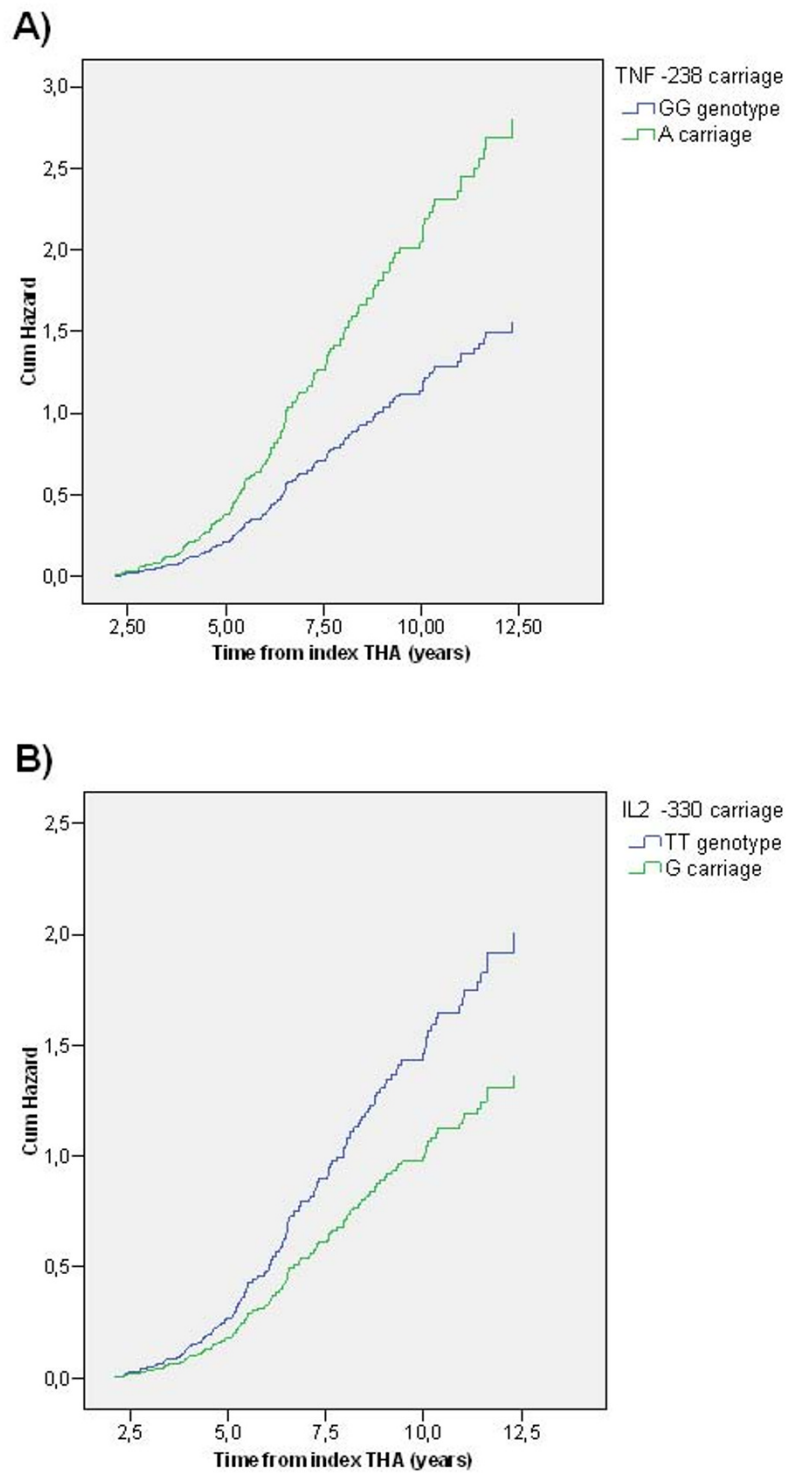 A)
TNF -238 carriage
GG genotype
A carriage
3,0
2,5
2,0
1,5
1,0
0,5
0,0
Cum Hazard
2,50 5,00 7,50 10,00 12,50
Time from index THA (years)
B)
IL2 -330 carriage
TT genotype
G carriage
2,5
2,0
1,5
1,0
0,5
0,0
Cum Hazard
2,5 5,0 7,5 10,0 12,5
Time from index THA (years)